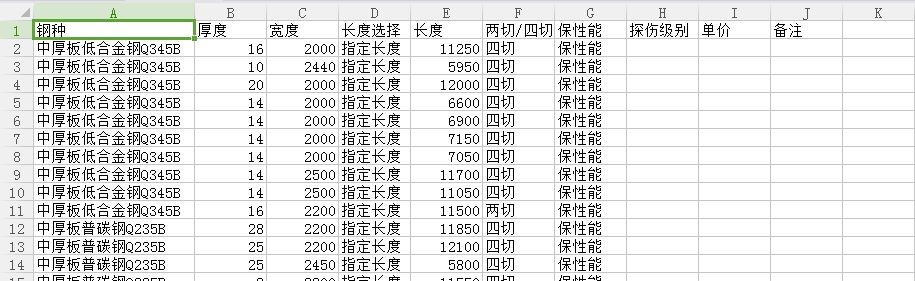 A B C D E F G H I J K
1 钢种 厚度 宽度 长度选择 长度 两切/四切 保性能 探伤级别 单价 备注
2 中厚板低合金钢Q345B 16 2000 指定长度 11250 四切 保性能
3 中厚板低合金钢Q345B 10 2440 指定长度 5950 四切 保性能
4 中厚板低合金钢Q345B 20 2000 指定长度 12000 四切 保性能
5 中厚板低合金钢Q345B 14 2000 指定长度 6600 四切 保性能
6 中厚板低合金钢Q345B 14 2000 指定长度 6900 四切 保性能
7 中厚板低合金钢Q345B 14 2000 指定长度 7150 四切 保性能
8 中厚板低合金钢Q345B 14 2000 指定长度 7050 四切 保性能
9 中厚板低合金钢Q345B 14 2500 指定长度 11700 四切 保性能
10 中厚板低合金钢Q345B 14 2500 指定长度 11050 四切 保性能
11 中厚板低合金钢Q345B 16 2200 指定长度 11500 两切 保性能
12 中厚板普碳钢Q235B 28 2200 指定长度 11850 四切 保性能
13 中厚板普碳钢Q235B 25 2200 指定长度 12100 四切 保性能
14 中厚板普碳钢Q235B 25 2450 指定长度 5800 四切 保性能